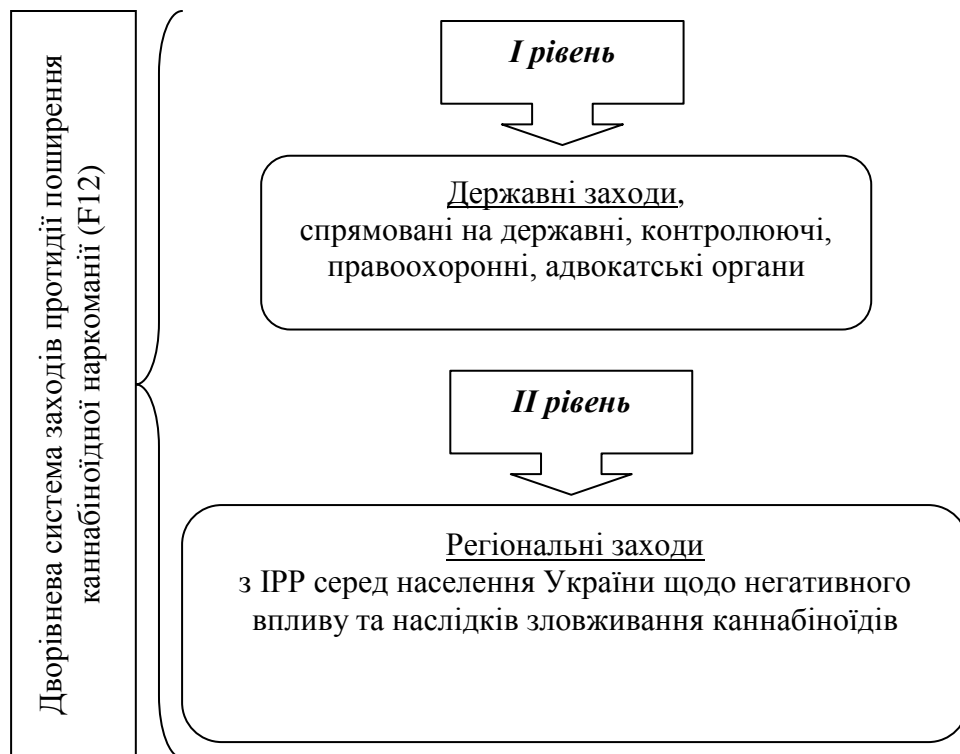 Дворівнева система заходів протидії поширення
каннабіноїдної наркоманії (F12)
I рівень
Державні заходи,
спрямовані на державні, контролюючі,
правоохоронні, адвокатські органи
II рівень
Регіональні заходи
з ІРР серед населення України щодо негативного
впливу та наслідків зловживання каннабіноїдів